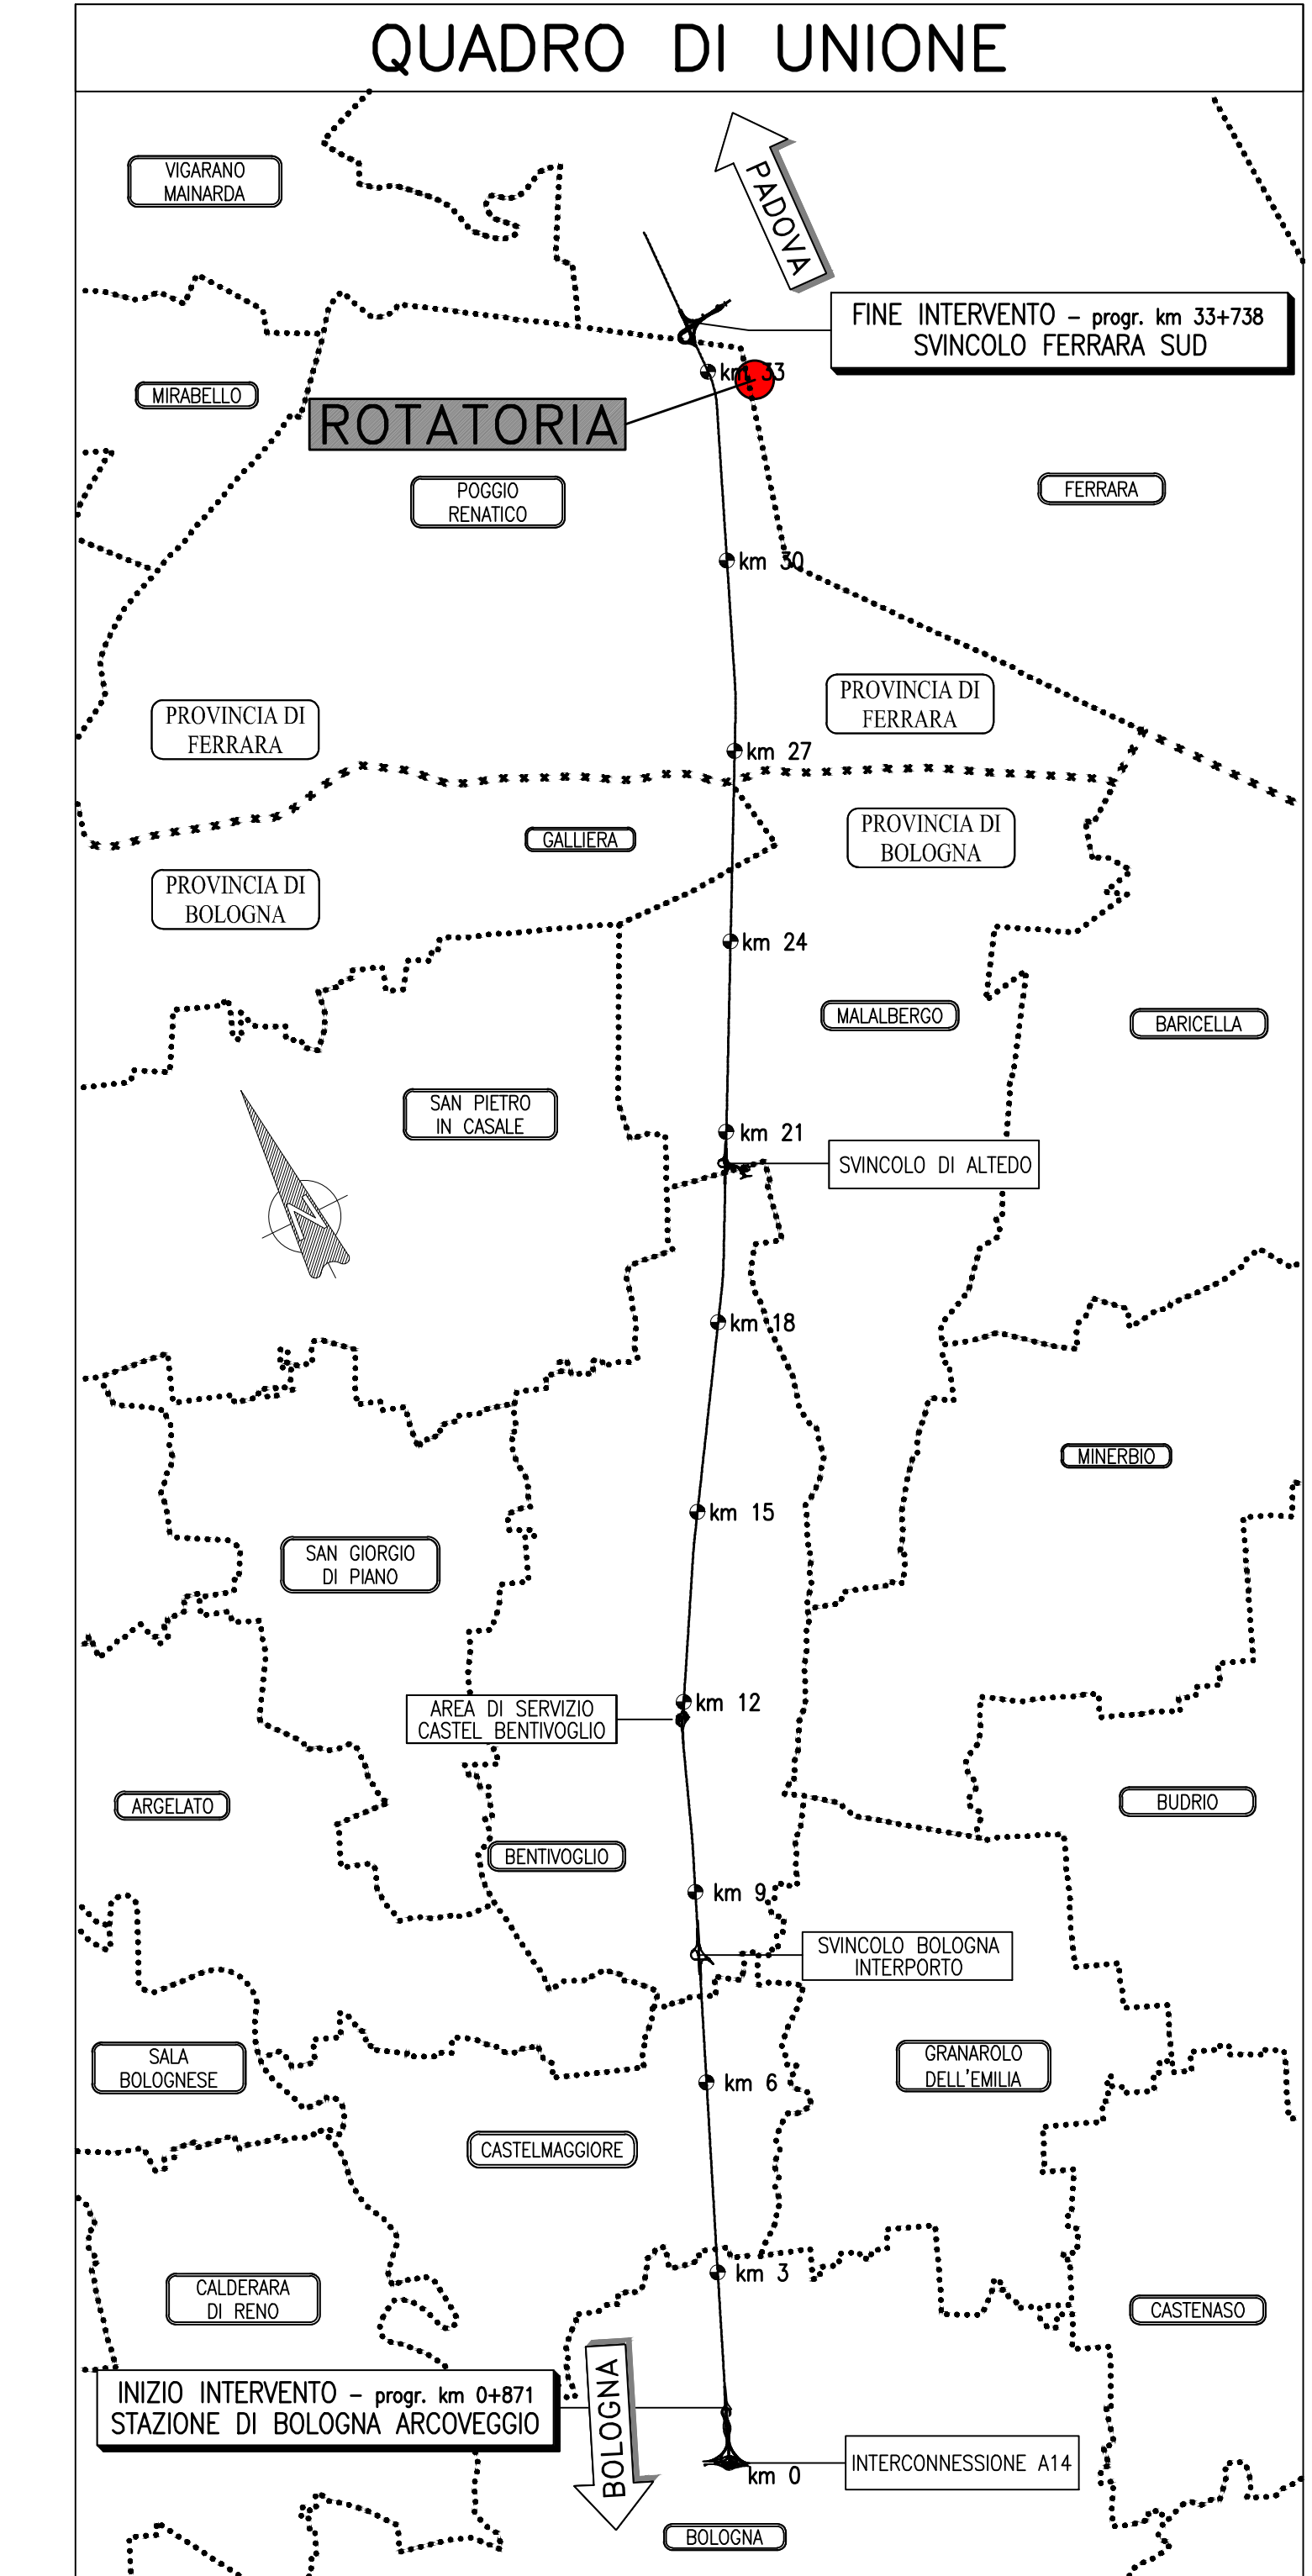 QUADRO DI UNIONE
VIGARANO
MAINARDA
PADOVA
FINE INTERVENTO – progr. km 33+738
SVINCOLO FERRARA SUD
km 33
MIRABELLO
ROTATORIA
POGGIO
RENATICO
FERRARA
km 30
PROVINCIA DI
FERRARA
PROVINCIA DI
FERRARA
km 27
GALLIERA
PROVINCIA DI
BOLOGNA
PROVINCIA DI
BOLOGNA
km 24
MALALBERGO
BARICELLA
SAN PIETRO
IN CASALE
km 21
SVINCOLO DI ALTEDO
N
km 18
MINERBIO
km 15
SAN GIORGIO
DI PIANO
km 12
AREA DI SERVIZIO
CASTEL BENTIVOGLIO
ARGELATO
BUDRIO
BENTIVOGLIO
km 9
SVINCOLO BOLOGNA
INTERPORTO
SALA
BOLOGNESE
GRANAROLO
DELL'EMILIA
km 6
CASTELMAGGIORE
km 3
CALDERARA
DI RENO
CASTENASO
INIZIO INTERVENTO – progr. km 0+871
STAZIONE DI BOLOGNA ARCOVEGGIO
BOLOGNA
INTERCONNESSIONE A14
km 0
BOLOGNA